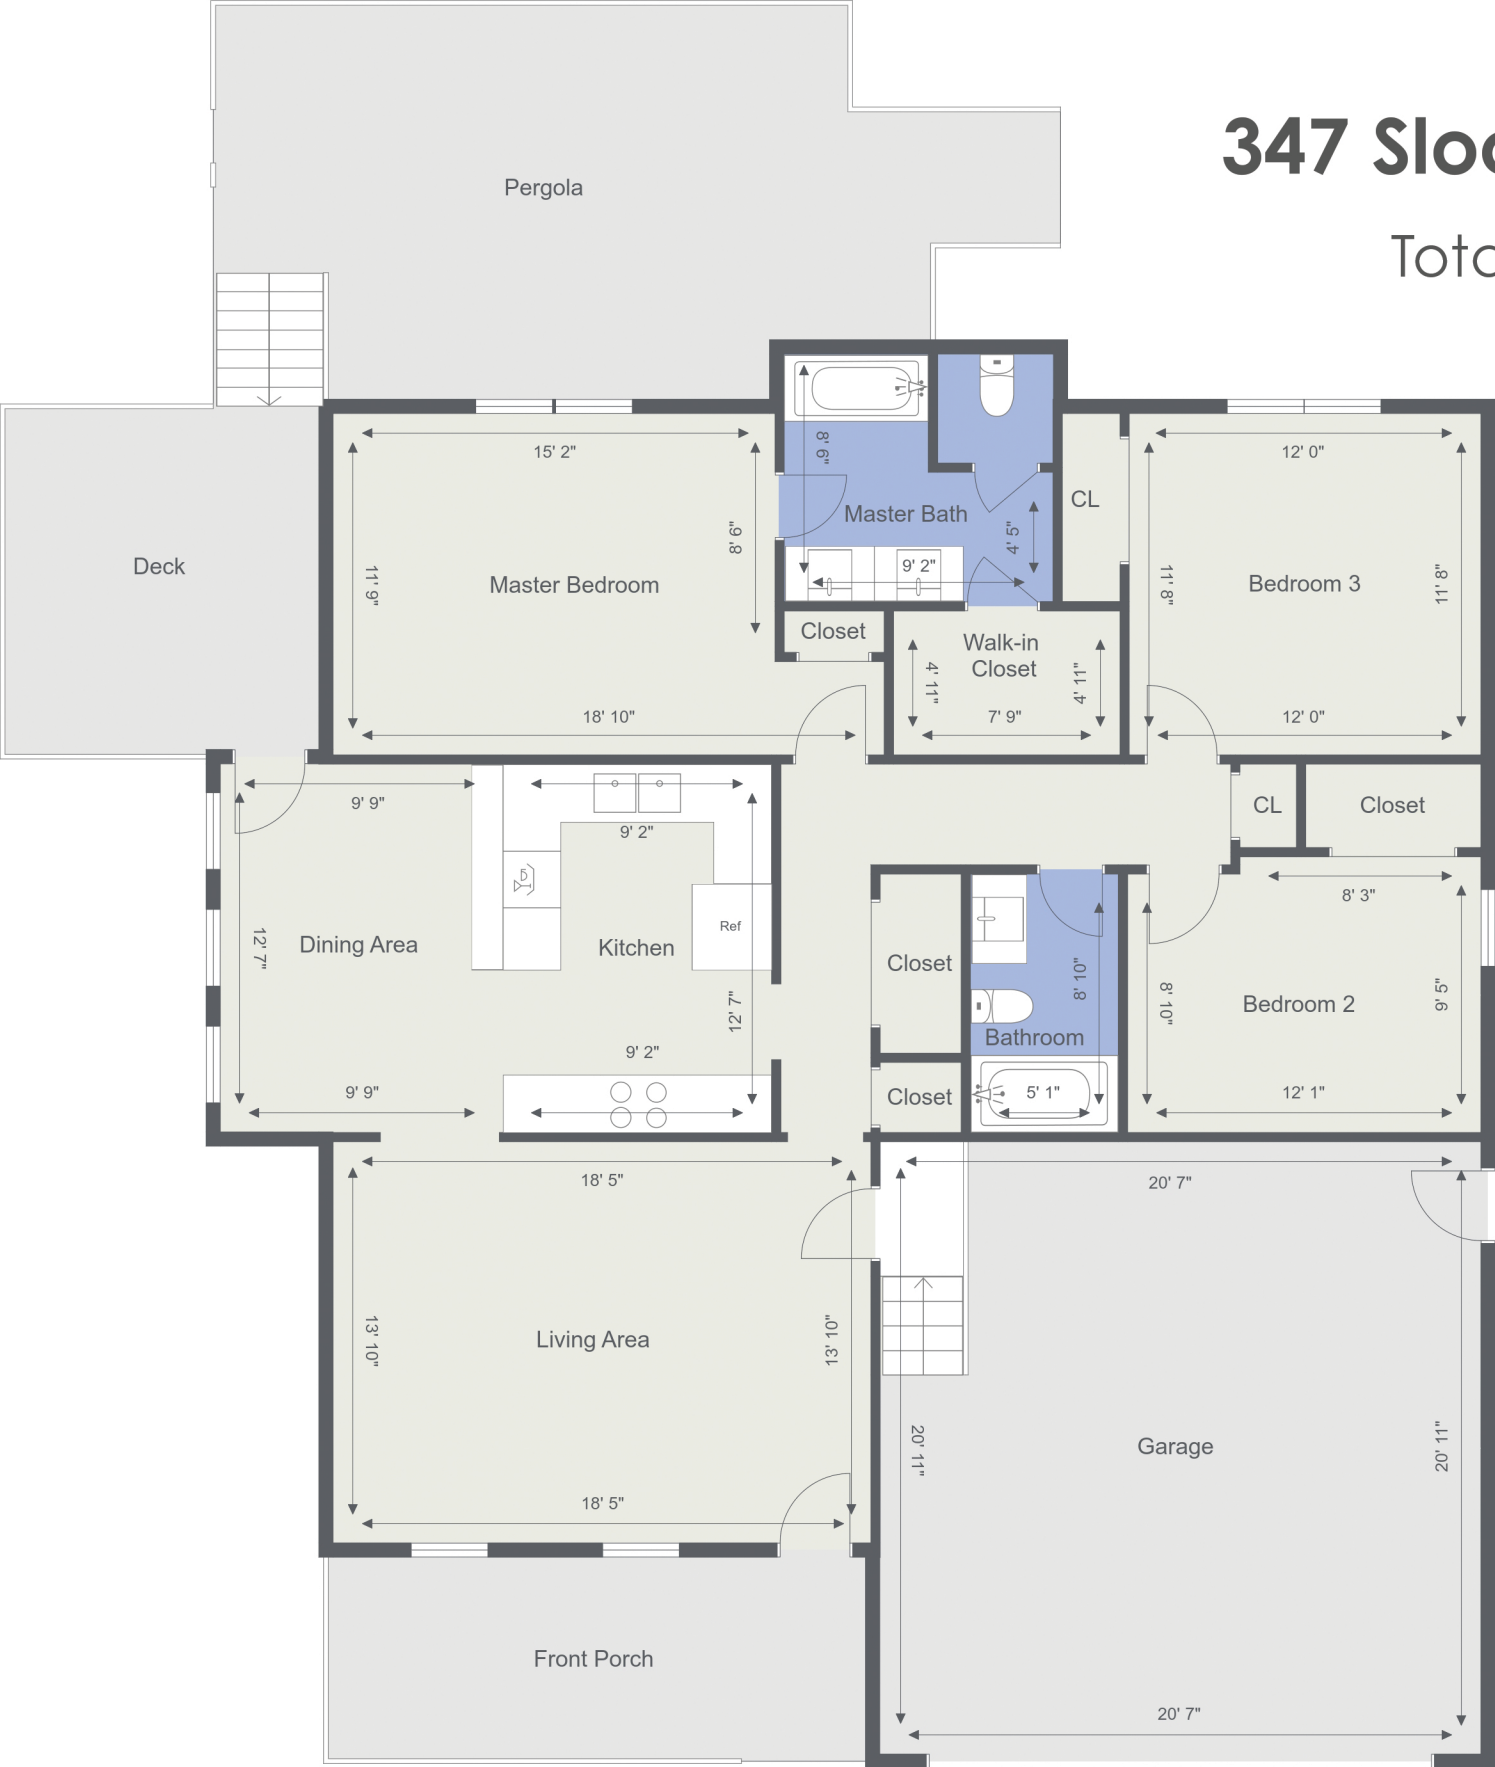 347
Pergola
15' 2"
8' 6"
12' 0"
CL
Master Bath
8' 6"
4' 5"
Deck
11' 9"
Master Bedroom
9' 2"
11' 8"
Bedroom 3
11' 8"
Closet
Walk-in
Closet
4' 11"
4' 11"
18' 10"
7' 9"
12' 0"
9' 9"
9' 2"
CL
Closet
8' 3"
12' 7"
Dining Area
Kitchen
Ref
Closet
8' 10"
8' 10"
Bedroom 2
9' 5"
12' 7"
Bathroom
9' 2"
9' 9"
Closet
5' 1"
12' 1"
18' 5"
20' 7"
13' 10"
Living Area
13' 10"
20' 11"
Garage
20' 11"
18' 5"
Front Porch
20' 7"